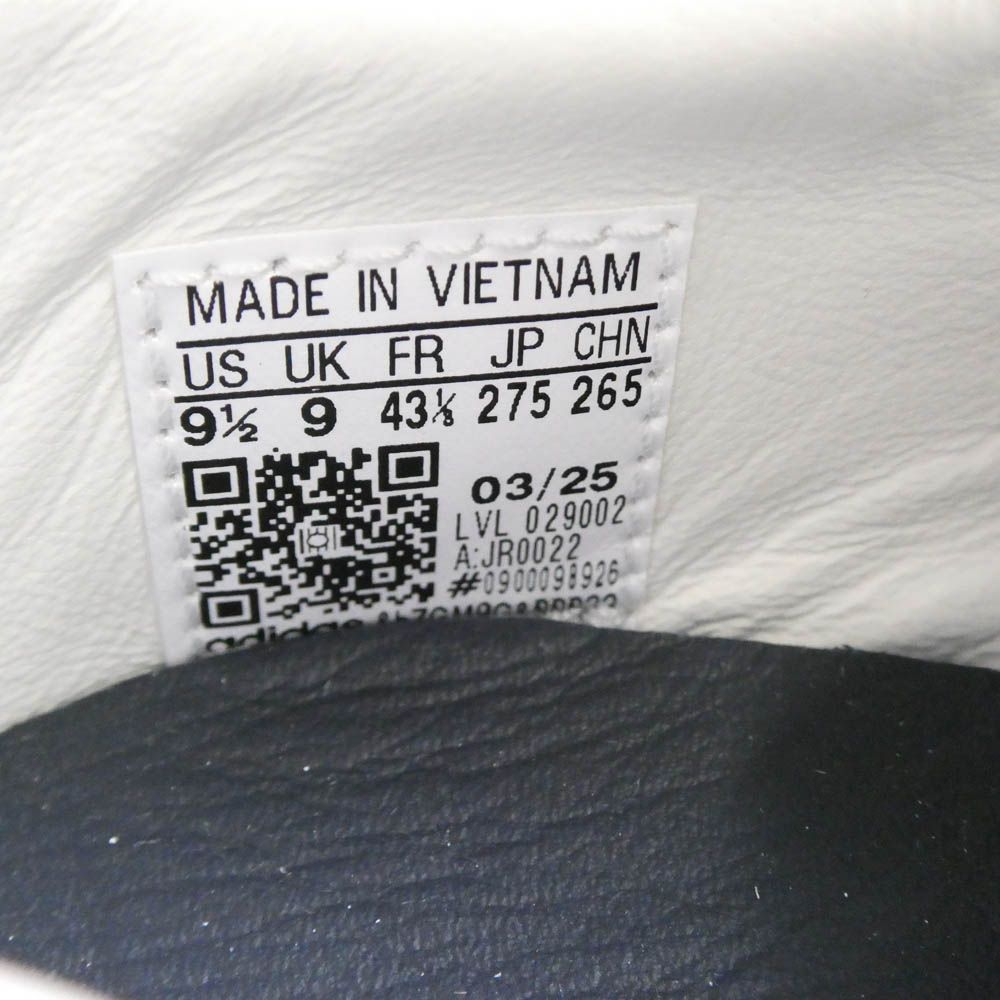 MADE IN VIETNAM
US UK FR JP CHN
9½ 9 43⅓ 275 265
03/25
LVL 029002
A:JR0022
#0900098926
adidas